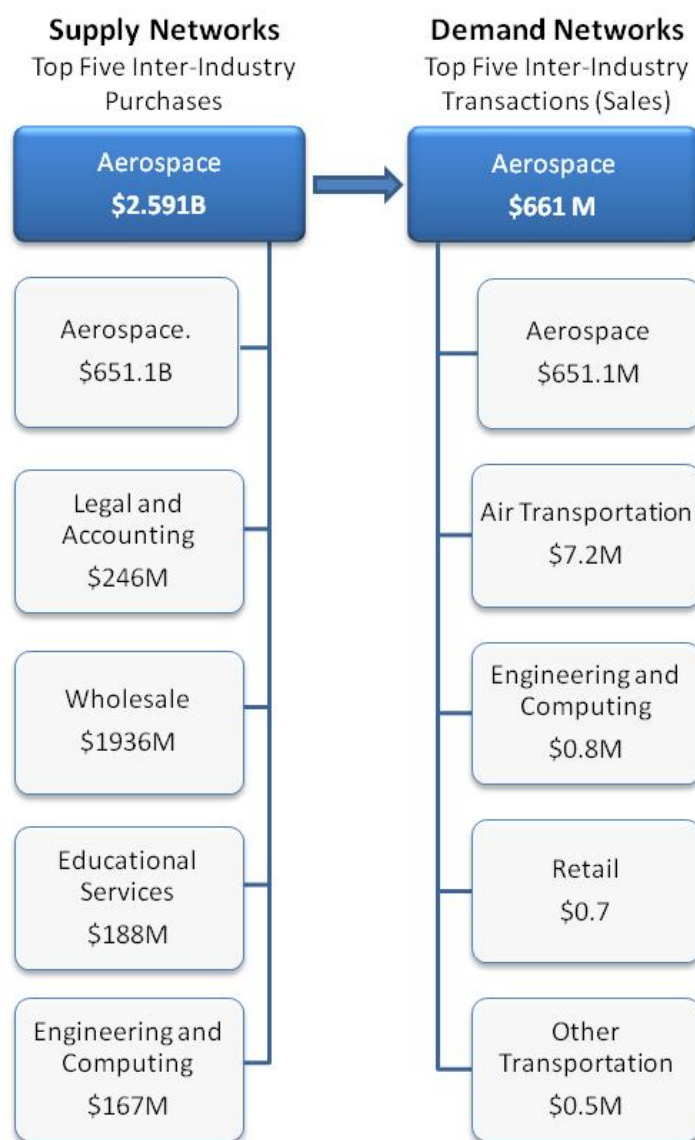 Supply Networks
Top Five Inter-Industry
Purchases
Aerospace
$2.591B
Aerospace.
$651.1B
Legal and
Accounting
$246M
Wholesale
$1936M
Educational
Services
$188M
Engineering and
Computing
$167M
Demand Networks
Top Five Inter-Industry
Transactions (Sales)
Aerospace
$661 M
Aerospace
$651.1M
Air Transportation
$7.2M
Engineering and
Computing
$0.8M
Retail
$0.7
Other
Transportation
$0.5M